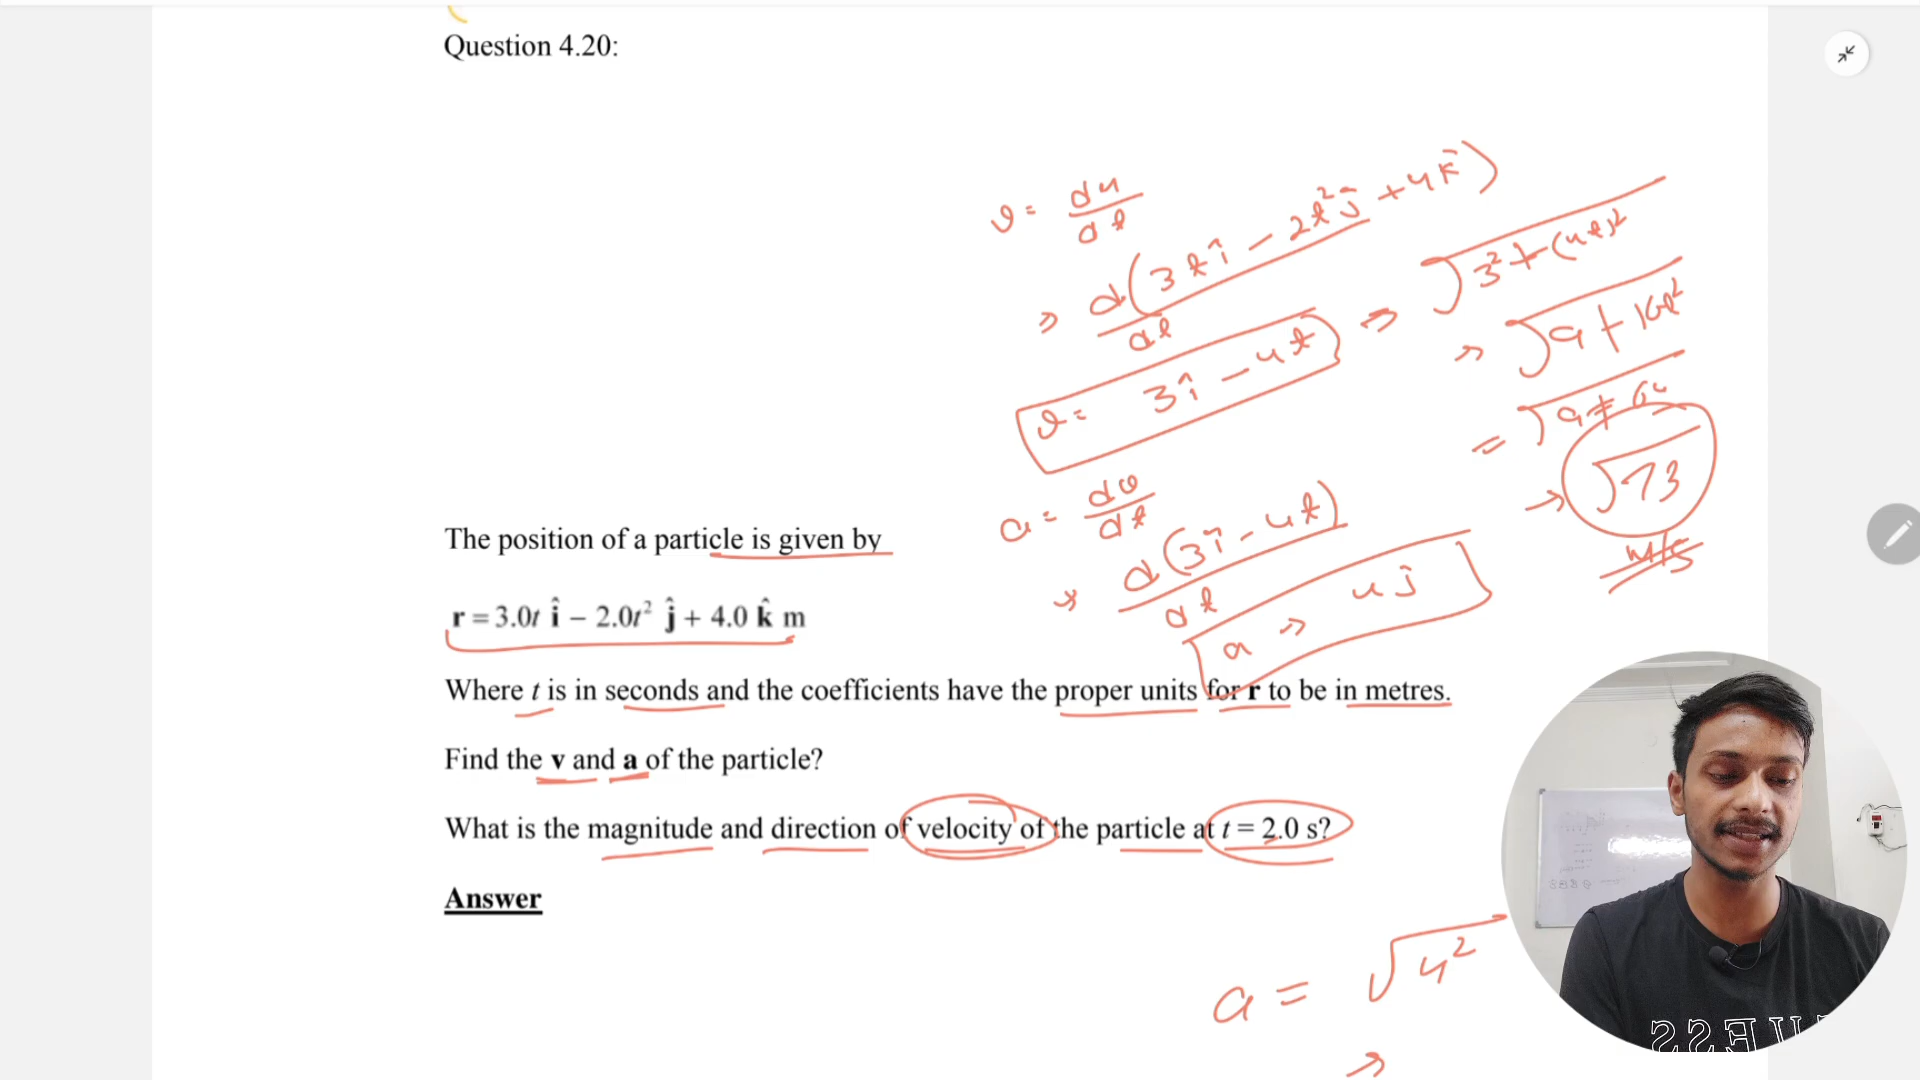 Question 4.20:
v = dr/dt
⇒ d(3t î − 2t² ĵ + 4k̂)/dt
v = 3î − 4t
⇒ √3² + (4t)²
⇒ √9 + 16t²
= √9 + 64
→ √73
m/s
a = dv/dt
⇒ d(3î − 4t)/dt
a ⇒ 4ĵ
The position of a particle is given by
r = 3.0t î − 2.0t² ĵ + 4.0 k̂ m
Where t is in seconds and the coefficients have the proper units for r to be in metres.
Find the v and a of the particle?
What is the magnitude and direction of velocity of the particle at t = 2.0 s?
Answer
a = √4²
⇒